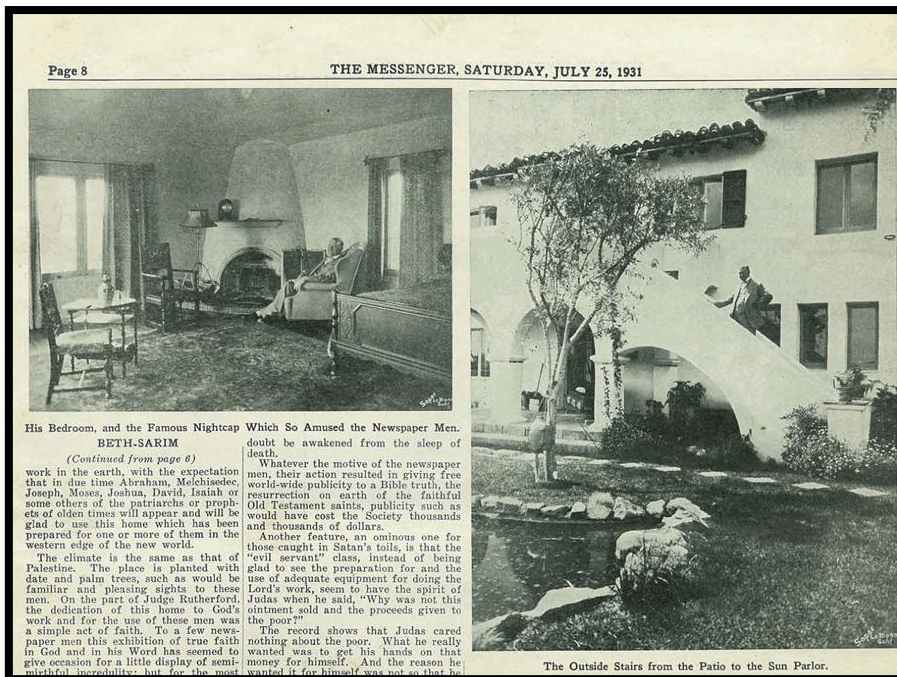 Page 8
THE MESSENGER, SATURDAY, JULY 25, 1931
His Bedroom, and the Famous Nightcap Which So Amused the Newspaper Men.
BETH-SARIM
(Continued from page 6)
work in the earth, with the expectation
that in due time Abraham, Melchisedec,
Joseph, Moses, Joshua, David, Isaiah or
some others of the patriarchs or proph-
ets of olden times will appear and will be
glad to use this home which has been
prepared for one or more of them in the
western edge of the new world.
The climate is the same as that of
Palestine. The place is planted with
date and palm trees, such as would be
familiar and pleasing sights to these
men. On the part of Judge Rutherford,
the dedication of this home to God's
work and for the use of these men was
a simple act of faith. To a few news-
paper men this exhibition of true faith
in God and in his Word has seemed to
give occasion for a little display of semi-
mirthful incredulity; but for the most
doubt be awakened from the sleep of
death.
Whatever the motive of the newspaper
men, their action resulted in giving free
world-wide publicity to a Bible truth, the
resurrection on earth of the faithful
Old Testament saints, publicity such as
would have cost the Society thousands
and thousands of dollars.
Another feature, an ominous one for
those caught in Satan's toils, is that the
"evil servant" class, instead of being
glad to see the preparation for and the
use of adequate equipment for doing the
Lord's work, seem to have the spirit of
Judas when he said, "Why was not this
ointment sold and the proceeds given to
the poor?"
The record shows that Judas cared
nothing about the poor. What he really
wanted was to get his hands on that
money for himself. And the reason he
wanted it for himself was not so that he
The Outside Stairs from the Patio to the Sun Parlor.